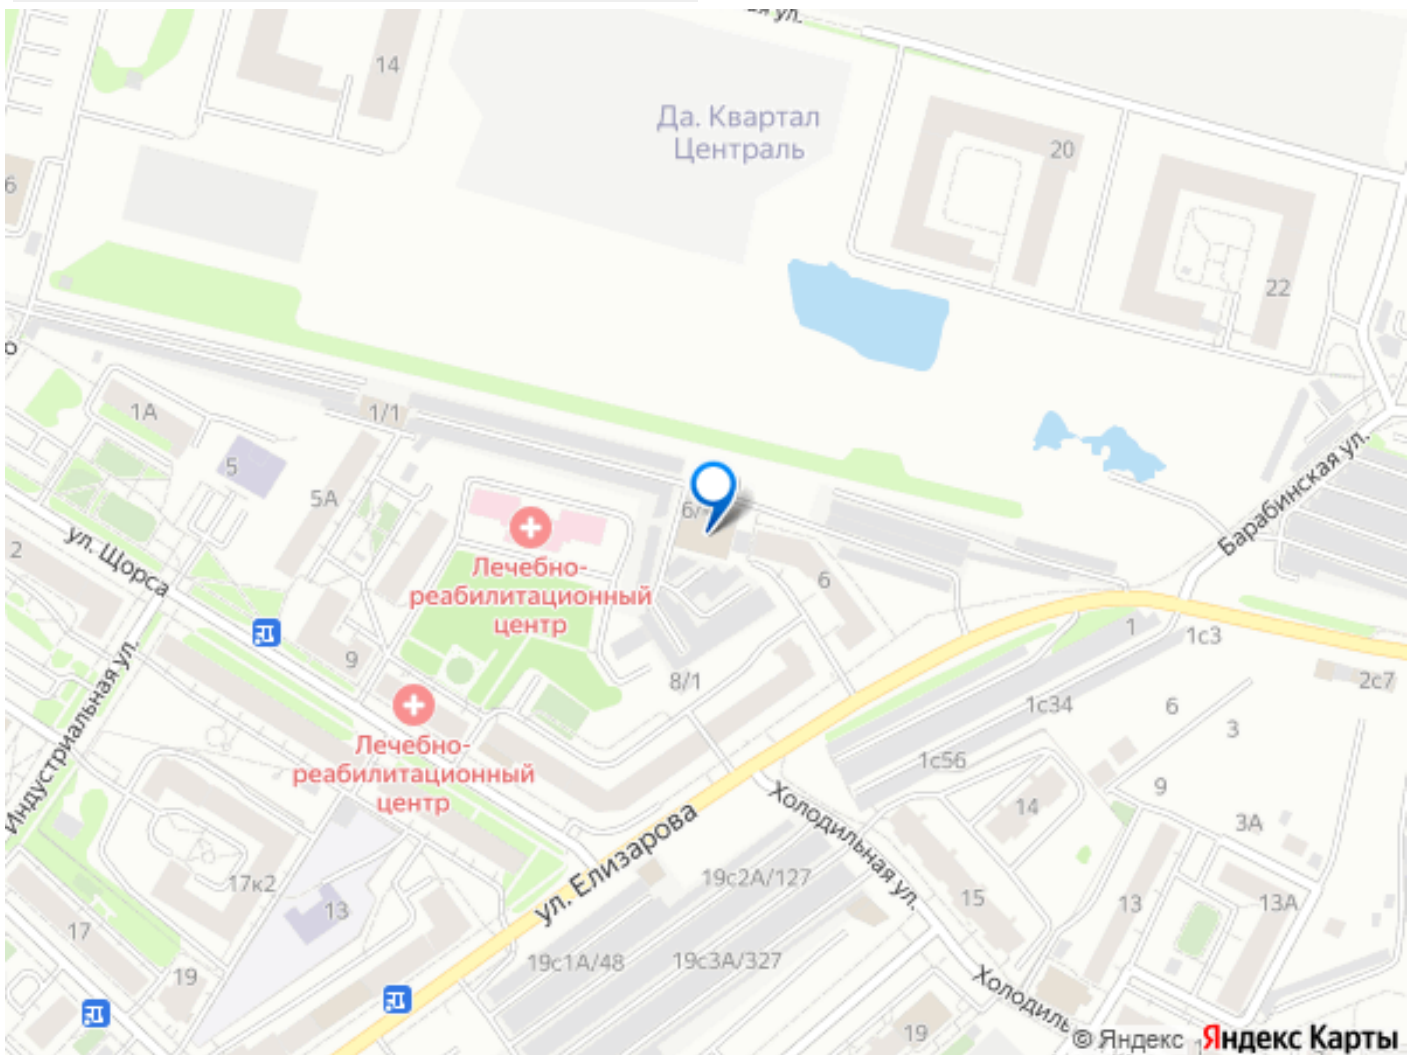 ул.
14
Да. Квартал
Централь
20
6
22
1/1
1А
5
5А
6/
ул. Щорса
2
Барабинская ул.
Лечебно-
реабилитационный
центр
6
9
8/1
1
1с3
2с7
1с34
6
3
1с56
9
Индустриальная ул.
Лечебно-
реабилитационный
центр
Холодильная ул.
14
3А
ул. Елизарова
19с2А/127
17к2
15
13
13А
13
17
19с1А/48
19с3А/327
19
Холодиль
19
© Яндекс Яндекс Карты